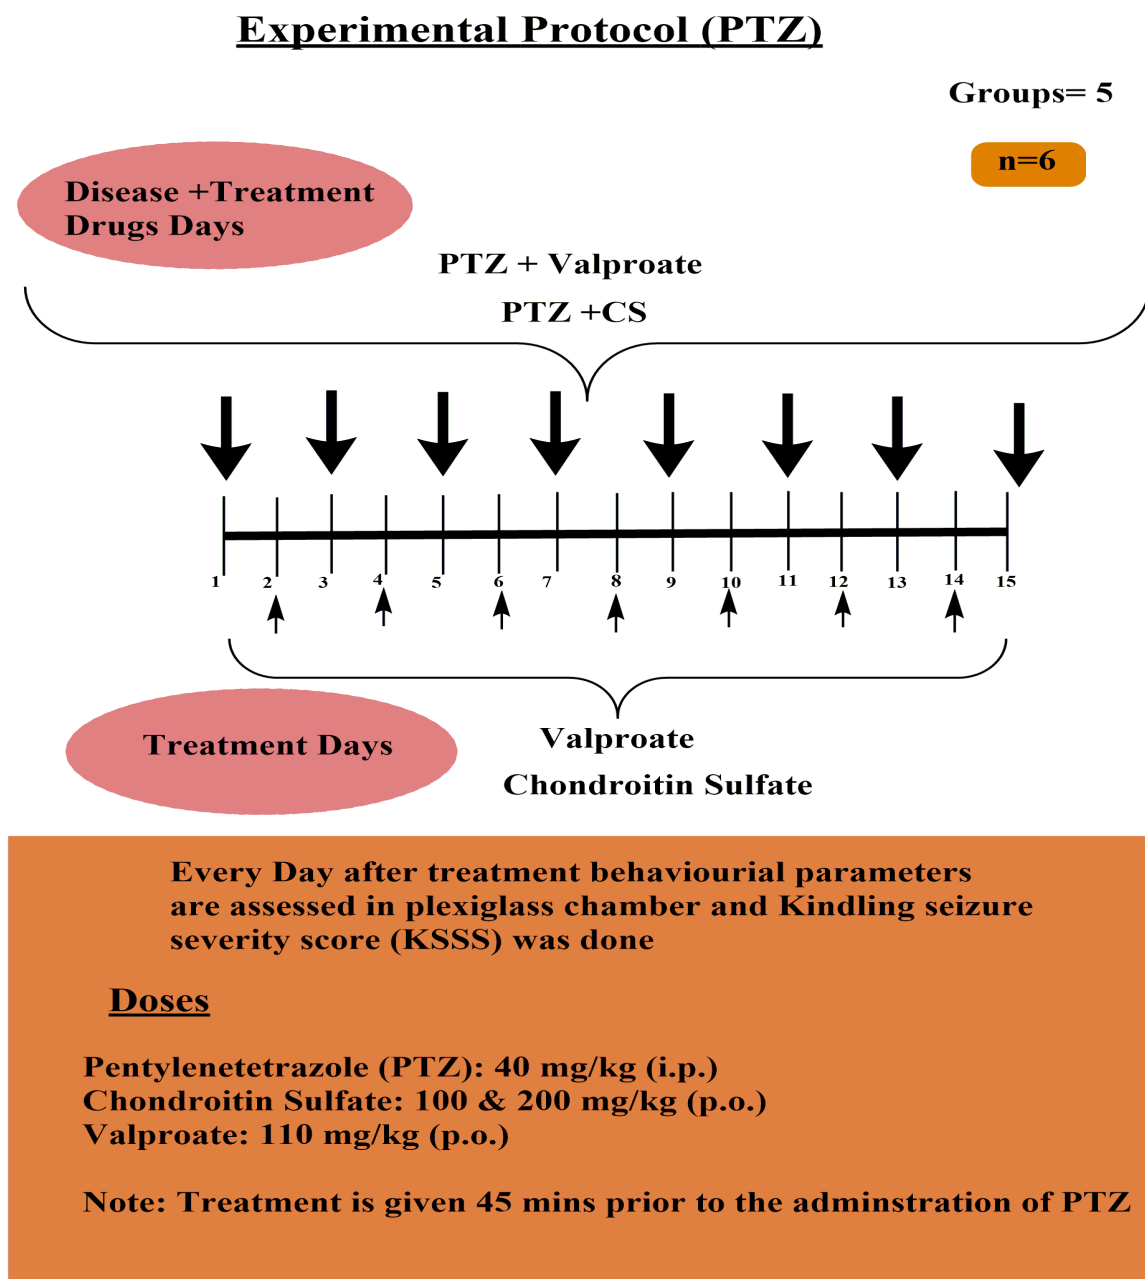 Experimental Protocol (PTZ)
Groups= 5
n=6
Disease +Treatment
Drugs Days
PTZ + Valproate
PTZ +CS
1 2 3 4 5 6 7 8 9 10 11 12 13 14 15
Treatment Days
Valproate
Chondroitin Sulfate
Every Day after treatment behaviourial parameters
are assessed in plexiglass chamber and Kindling seizure
severity score (KSSS) was done
Doses
Pentylenetetrazole (PTZ): 40 mg/kg (i.p.)
Chondroitin Sulfate: 100 & 200 mg/kg (p.o.)
Valproate: 110 mg/kg (p.o.)
Note: Treatment is given 45 mins prior to the adminstration of PTZ